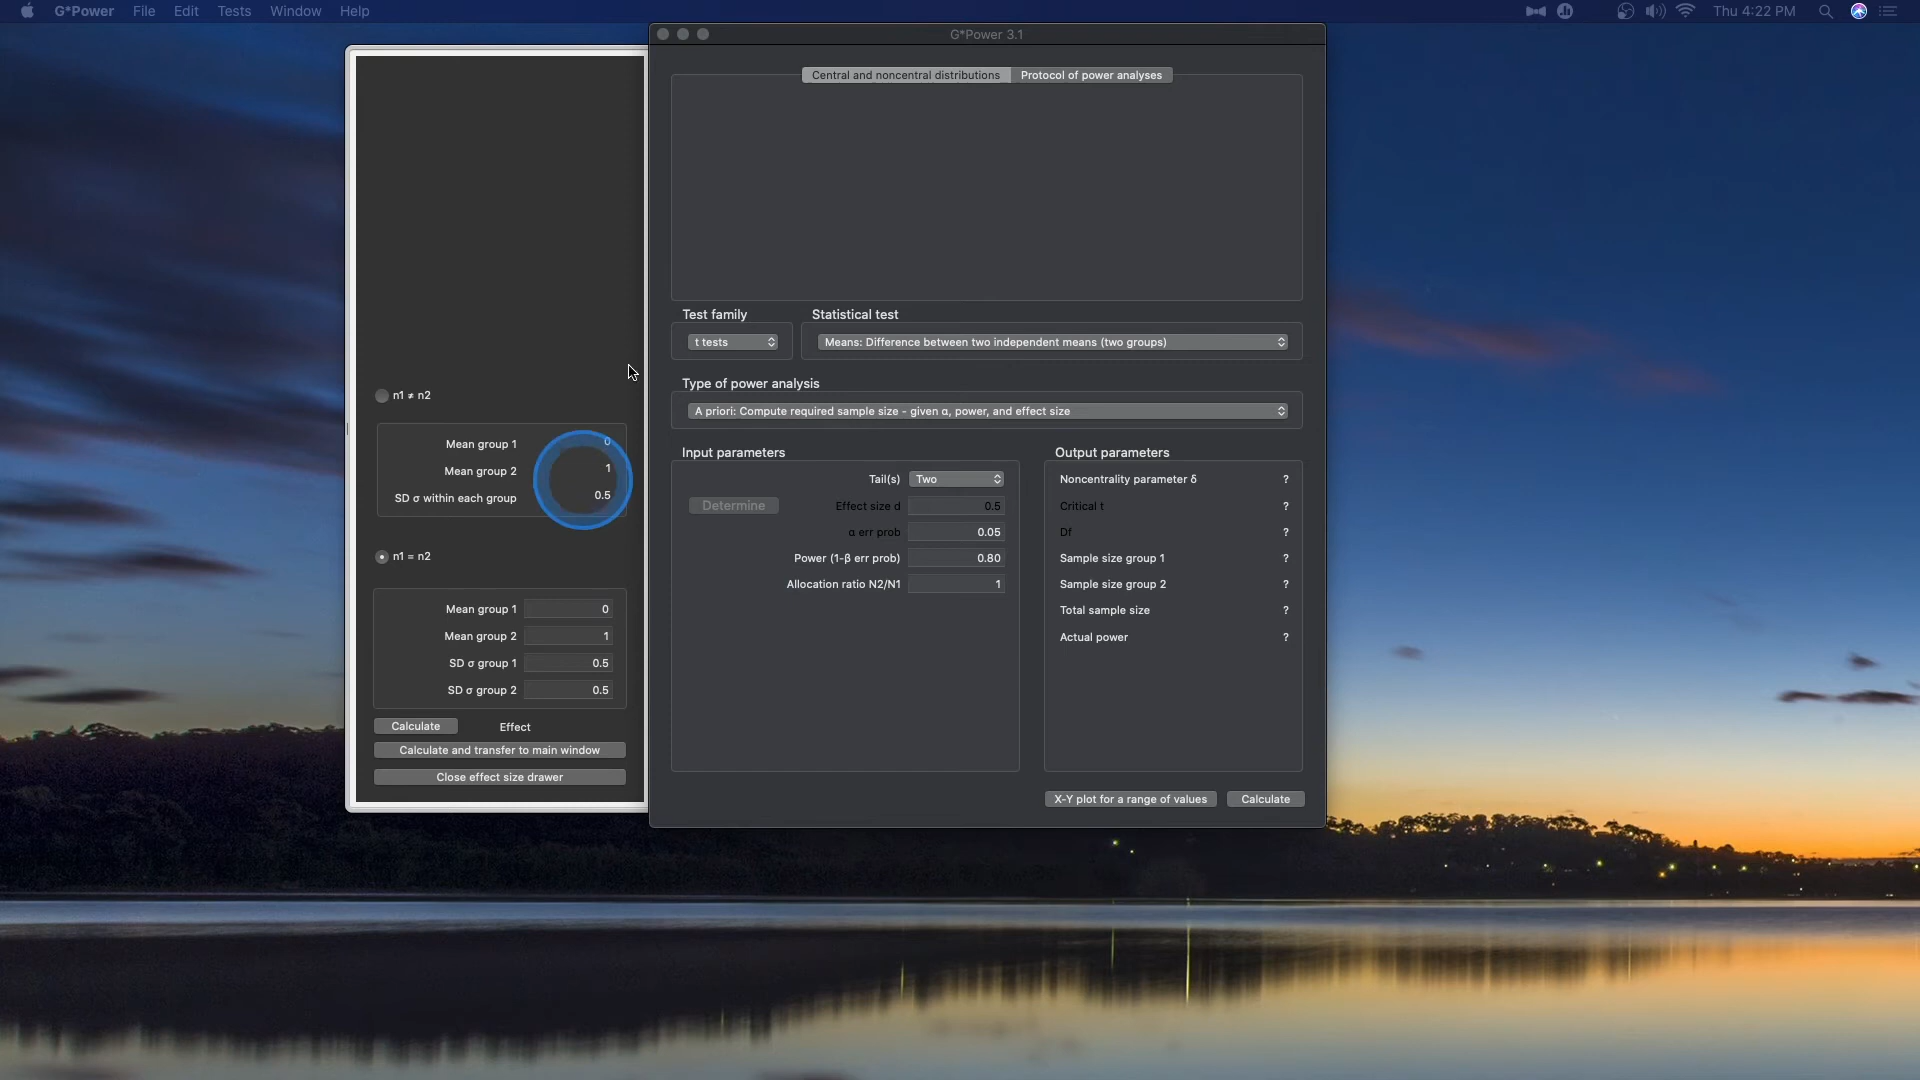 G*Power File Edit Tests Window Help
Thu 4:22 PM
G*Power 3.1
Central and noncentral distributions Protocol of power analyses
Test family
Statistical test
t tests
Means: Difference between two independent means (two groups)
Type of power analysis
A priori: Compute required sample size - given α, power, and effect size
n1 ≠ n2
Mean group 1 0
Mean group 2 1
SD σ within each group 0.5
n1 = n2
Mean group 1 0
Mean group 2 1
SD σ group 1 0.5
SD σ group 2 0.5
Calculate Effect
Calculate and transfer to main window
Close effect size drawer
Input parameters
Tail(s) Two
Determine Effect size d 0.5
α err prob 0.05
Power (1-β err prob) 0.80
Allocation ratio N2/N1 1
Output parameters
Noncentrality parameter δ ?
Critical t ?
Df ?
Sample size group 1 ?
Sample size group 2 ?
Total sample size ?
Actual power ?
X-Y plot for a range of values Calculate